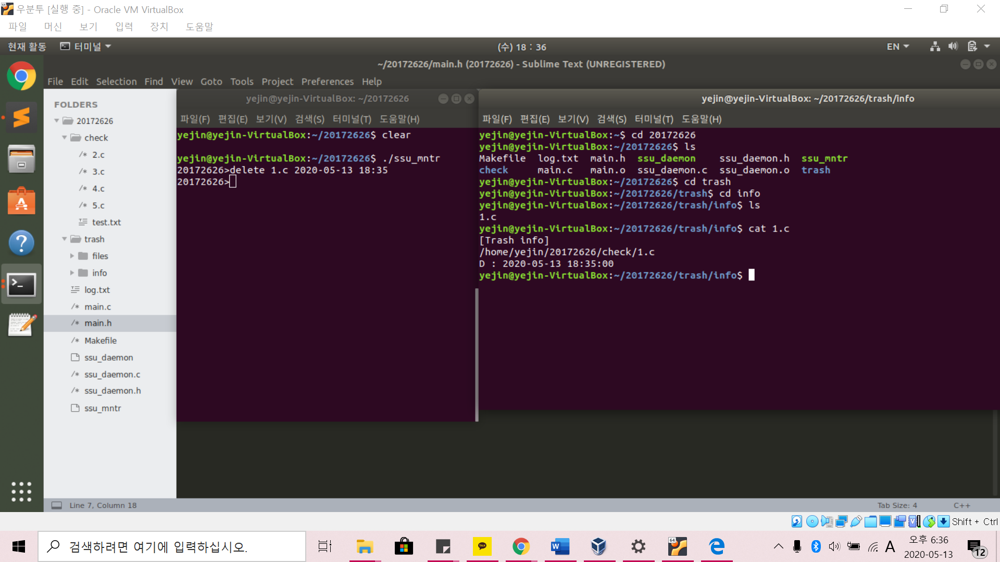 우분투 [실행 중] - Oracle VM VirtualBox
파일 머신 보기 입력 장치 도움말
현재 활동 터미널 (수) 18 : 36 EN
~/20172626/main.h (20172626) - Sublime Text (UNREGISTERED)
File Edit Selection Find View Goto Tools Project Preferences Help
FOLDERS
20172626
check
/* 2.c
/* 3.c
/* 4.c
/* 5.c
test.txt
trash
files
info
log.txt
/* main.c
/* main.h
/* Makefile
ssu_daemon
/* ssu_daemon.c
/* ssu_daemon.h
ssu_mntr
yejin@yejin-VirtualBox: ~/20172626
파일(F) 편집(E) 보기(V) 검색(S) 터미널(T) 도움말(H)
yejin@yejin-VirtualBox:~/20172626$ clear
yejin@yejin-VirtualBox:~/20172626$ ./ssu_mntr
20172626>delete 1.c 2020-05-13 18:35
20172626>
yejin@yejin-VirtualBox: ~/20172626/trash/info
파일(F) 편집(E) 보기(V) 검색(S) 터미널(T) 도움말(H)
yejin@yejin-VirtualBox:~$ cd 20172626
yejin@yejin-VirtualBox:~/20172626$ ls
Makefile log.txt main.h ssu_daemon ssu_daemon.h ssu_mntr
check main.c main.o ssu_daemon.c ssu_daemon.o trash
yejin@yejin-VirtualBox:~/20172626$ cd trash
yejin@yejin-VirtualBox:~/20172626/trash$ cd info
yejin@yejin-VirtualBox:~/20172626/trash/info$ ls
1.c
yejin@yejin-VirtualBox:~/20172626/trash/info$ cat 1.c
[Trash info]
/home/yejin/20172626/check/1.c
D : 2020-05-13 18:35:00
yejin@yejin-VirtualBox:~/20172626/trash/info$
Line 7, Column 18 Tab Size: 4 C++
Shift + Ctrl
검색하려면 여기에 입력하십시오.
TALK
64
A
오후 6:36
2020-05-13
12